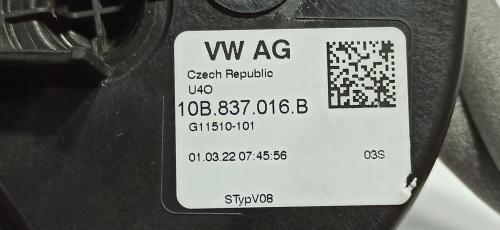 VW AG
Czech Republic
U4O
10B.837.016.B
G11510-101
01.03.22 07:45:56 03S
STypV08